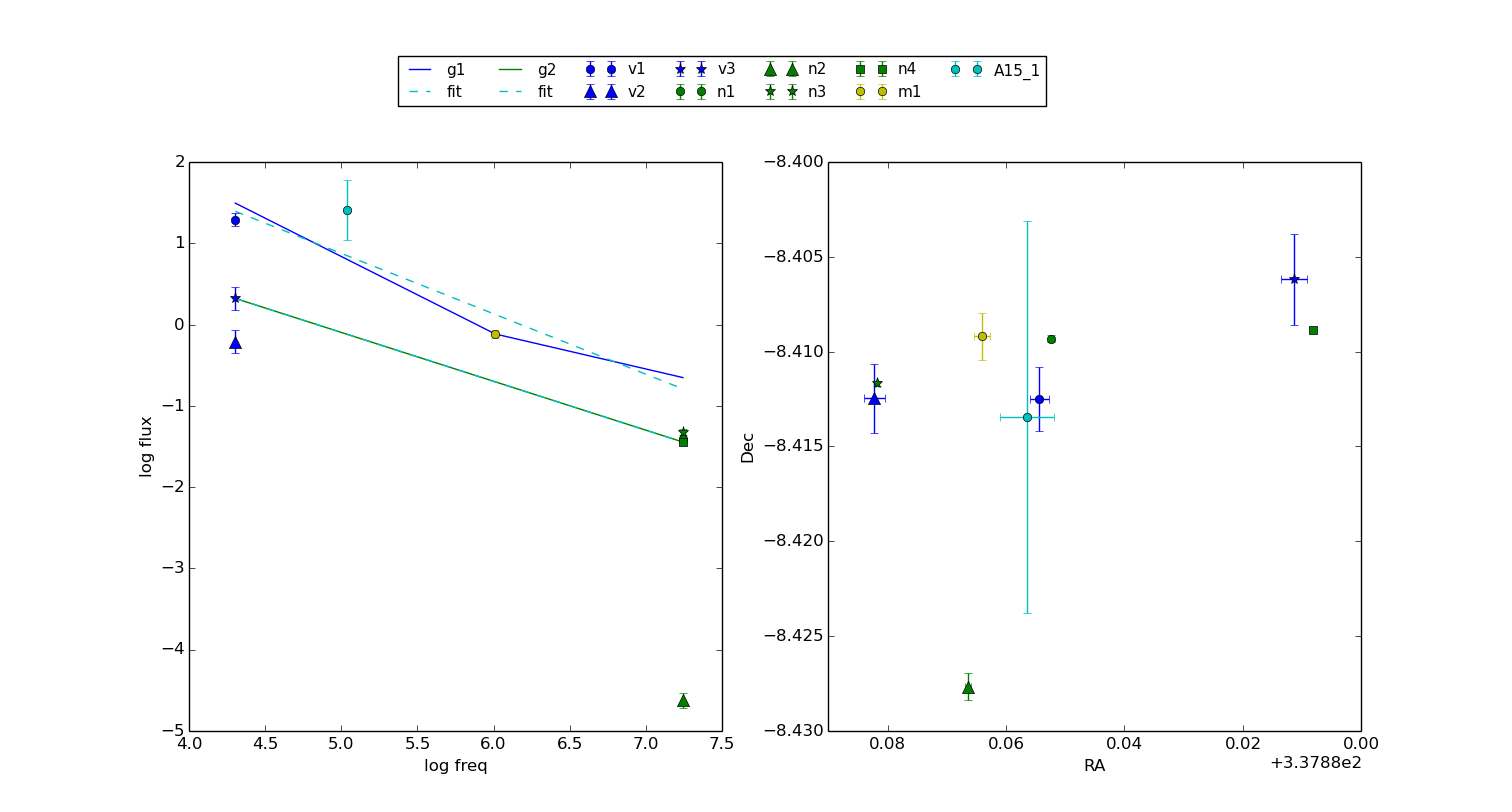 g1 g2 v1 v3 n2 n4 A15_1
fit fit v2 n1 n3 m1
2
1
0
−1
−2
−3
−4
−5
4.0 4.5 5.0 5.5 6.0 6.5 7.0 7.5
log freq
log flux
−8.400
−8.405
−8.410
−8.415
−8.420
−8.425
−8.430
0.08 0.06 0.04 0.02 0.00
+3.3788e2
RA
Dec